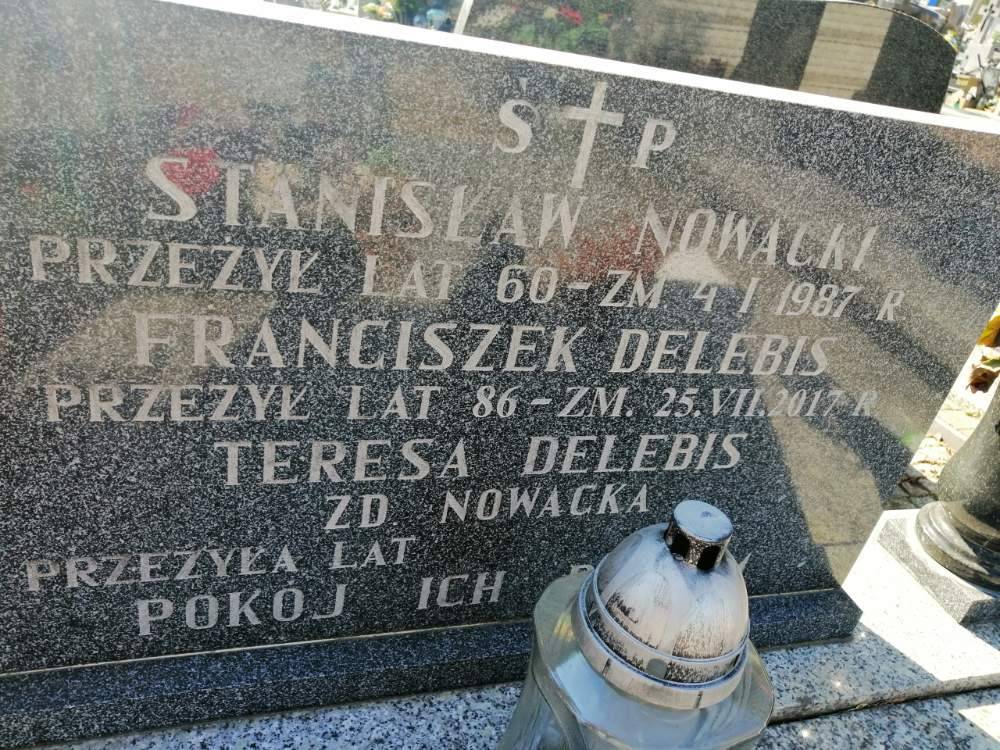 Ś P
STANISŁAW NOWACKI
PRZEŻYŁ LAT 60 - ZM 4 I 1987 R
FRANCISZEK DELEBIS
PRZEŻYŁ LAT 86 - ZM. 25.VII.2017 R
TERESA DELEBIS
ZD NOWACKA
PRZEŻYŁA LAT
POKÓJ ICH